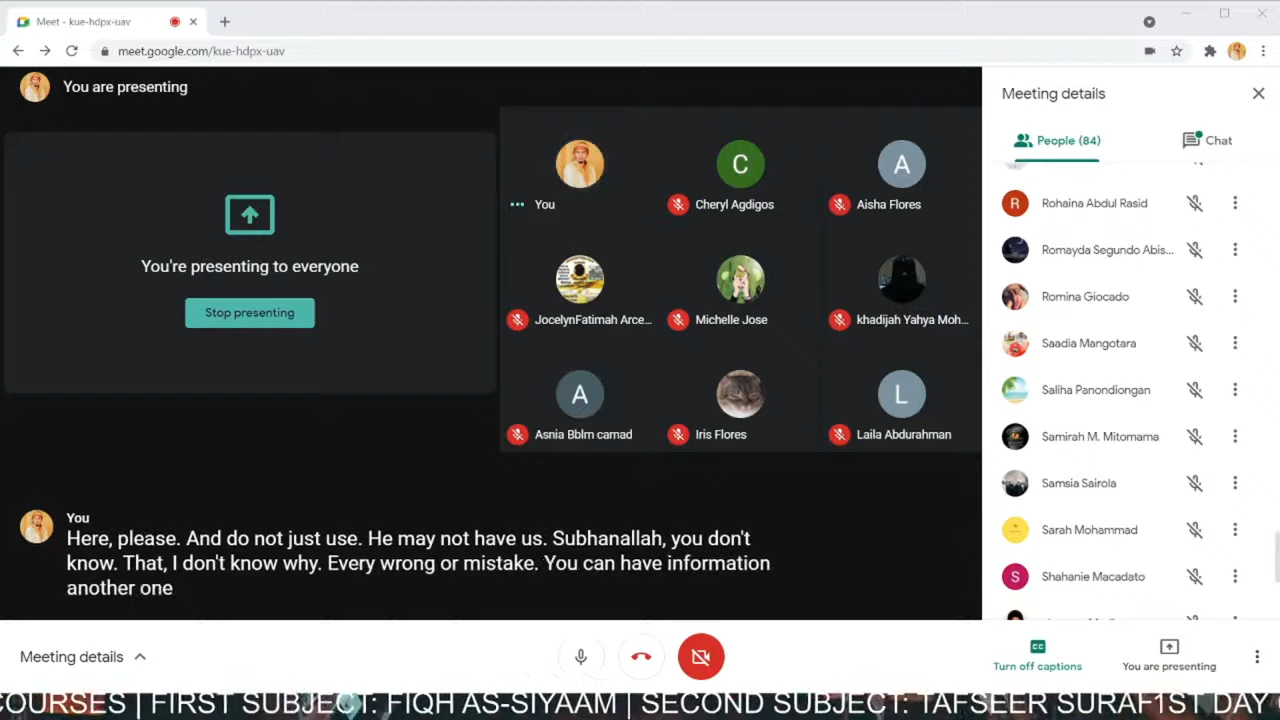 Meet - kue-hdpx-uav
meet.google.com/kue-hdpx-uav
You are presenting
You're presenting to everyone
Stop presenting
You
C
Cheryl Agdigos
A
Aisha Flores
JocelynFatimah Arce...
Michelle Jose
khadijah Yahya Moh...
A
Asnia Bblm camad
Iris Flores
L
Laila Abdurahman
You
Here, please. And do not just use. He may not have us. Subhanallah, you don't
know. That, I don't know why. Every wrong or mistake. You can have information
another one
Meeting details
People (84)
Chat
R
Rohaina Abdul Rasid
Romayda Segundo Abis...
Romina Giocado
Saadia Mangotara
Saliha Panondiongan
Samirah M. Mitomama
Samsia Sairola
Sarah Mohammad
S
Shahanie Macadato
Meeting details
CC
Turn off captions
You are presenting
COURSES | FIRST SUBJECT: FIQH AS-SIYAAM | SECOND SUBJECT: TAFSEER SURAF1ST DAY